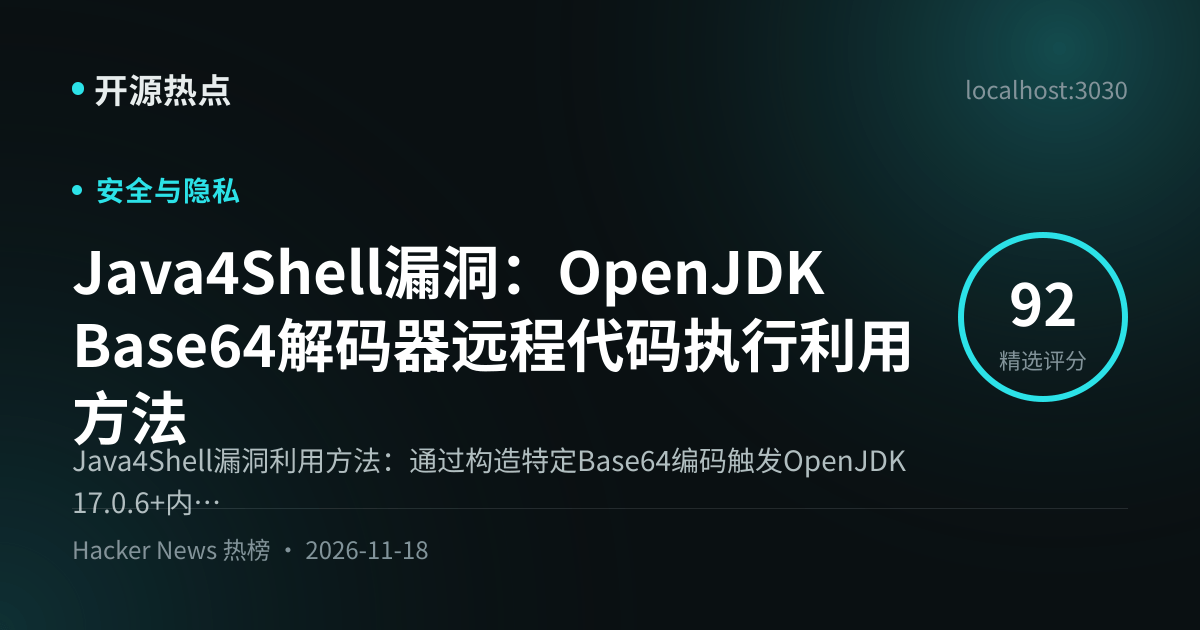 开源热点
localhost:3030
安全与隐私
Java4Shell漏洞：OpenJDK
Base64解码器远程代码执行利用
方法
92
精选评分
Java4Shell漏洞利用方法：通过构造特定Base64编码触发OpenJDK
17.0.6+内…
Hacker News 热榜 · 2026-11-18